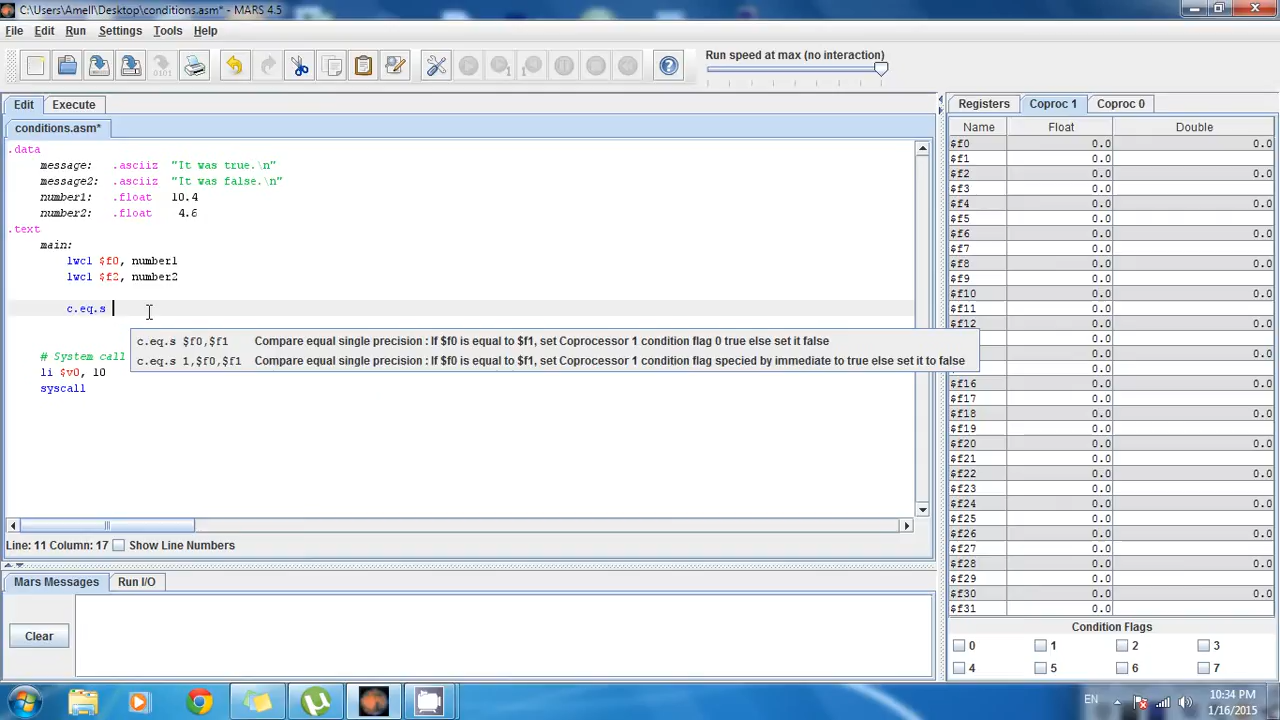 C:\Users\Amell\Desktop\conditions.asm* - MARS 4.5
File Edit Run Settings Tools Help
Run speed at max (no interaction)
Edit Execute
conditions.asm*
.data
message: .asciiz "It was true.\n"
message2: .asciiz "It was false.\n"
number1: .float 10.4
number2: .float 4.6
.text
main:
lwc1 $f0, number1
lwc1 $f2, number2
c.eq.s
c.eq.s $f0,$f1 Compare equal single precision : If $f0 is equal to $f1, set Coprocessor 1 condition flag 0 true else set it false
c.eq.s 1,$f0,$f1 Compare equal single precision : If $f0 is equal to $f1, set Coprocessor 1 condition flag specied by immediate to true else set it to false
# System call
li $v0, 10
syscall
Line: 11 Column: 17 Show Line Numbers
Mars Messages Run I/O
Clear
Registers Coproc 1 Coproc 0
Name Float Double
$f0 0.0 0.0
$f1 0.0
$f2 0.0 0.0
$f3 0.0
$f4 0.0 0.0
$f5 0.0
$f6 0.0 0.0
$f7 0.0
$f8 0.0 0.0
$f9 0.0
$f10 0.0 0.0
$f11 0.0
$f12 0.0 0.0
$f16 0.0 0.0
$f17 0.0
$f18 0.0 0.0
$f19 0.0
$f20 0.0 0.0
$f21 0.0
$f22 0.0 0.0
$f23 0.0
$f24 0.0 0.0
$f25 0.0
$f26 0.0 0.0
$f27 0.0
$f28 0.0 0.0
$f29 0.0
$f30 0.0 0.0
$f31 0.0
Condition Flags
0 1 2 3
4 5 6 7
EN
10:34 PM
1/16/2015